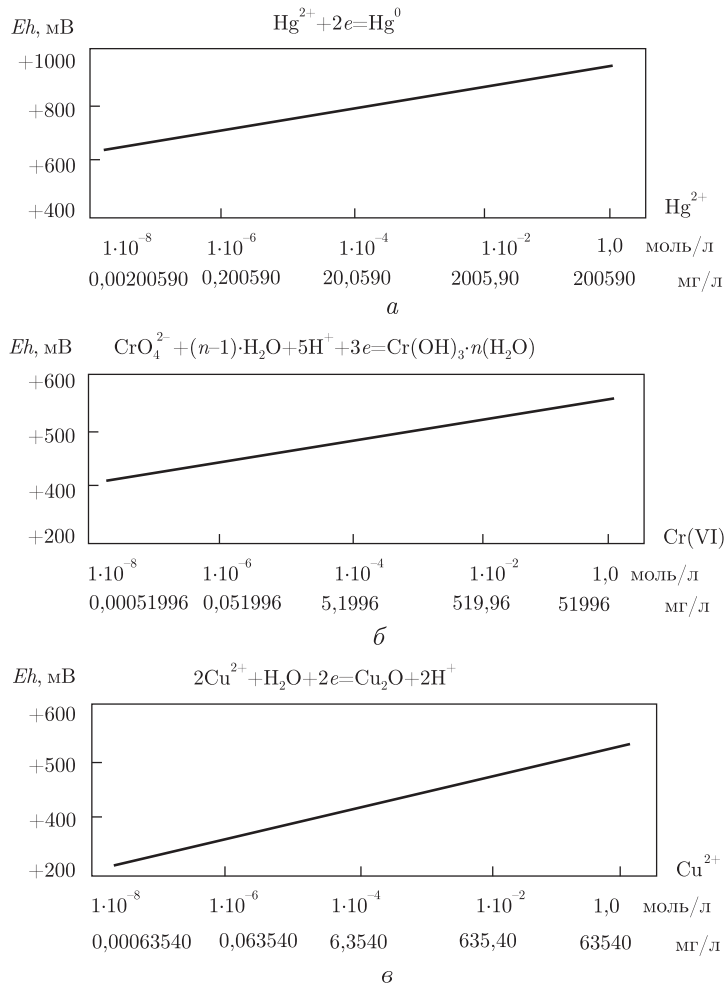 Eh, мВ
Hg²⁺+2e=Hg⁰
+1000
+800
+600
+400
Hg²⁺
1·10⁻⁸ 1·10⁻⁶ 1·10⁻⁴ 1·10⁻² 1,0 моль/л
0,00200590 0,200590 20,0590 2005,90 200590 мг/л
а
Eh, мВ
CrO₄²⁻+(n–1)·H₂O+5H⁺+3e=Cr(OH)₃·n(H₂O)
+600
+500
+400
+200
Cr(VI)
1·10⁻⁸ 1·10⁻⁶ 1·10⁻⁴ 1·10⁻² 1,0 моль/л
0,00051996 0,051996 5,1996 519,96 51996 мг/л
б
Eh, мВ
2Cu²⁺+H₂O+2e=Cu₂O+2H⁺
+600
+500
+400
+200
Cu²⁺
1·10⁻⁸ 1·10⁻⁶ 1·10⁻⁴ 1·10⁻² 1,0 моль/л
0,00063540 0,063540 6,3540 635,40 63540 мг/л
в